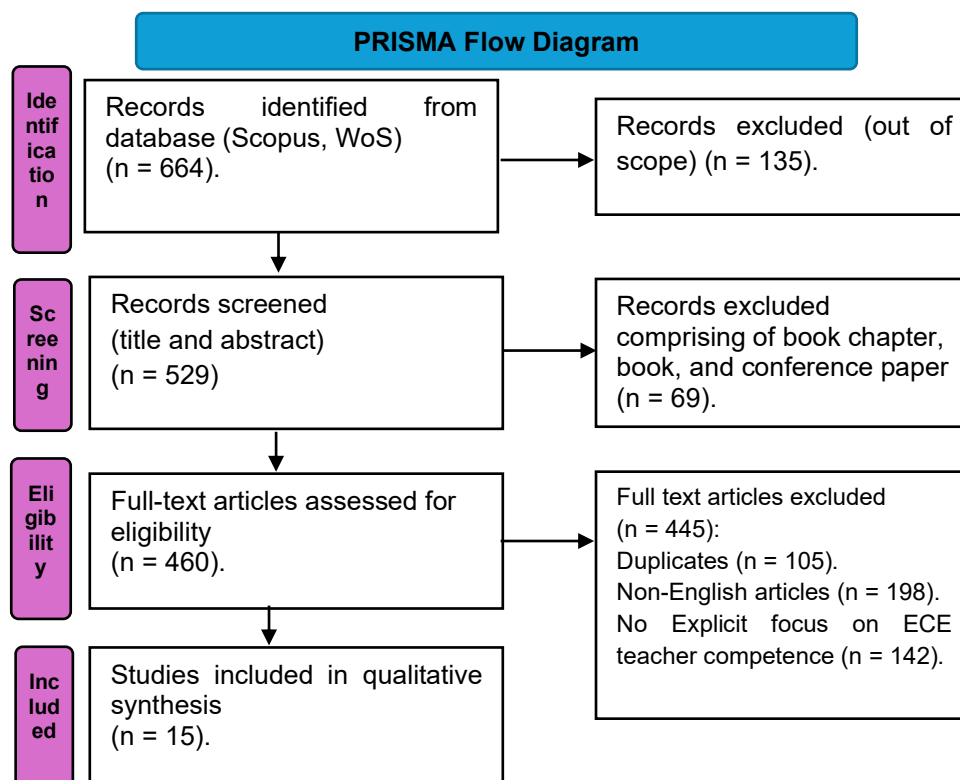 PRISMA Flow Diagram
Ide
ntif
ica
tio
n
Records identified from
database (Scopus, WoS)
(n = 664).
Records excluded (out of
scope) (n = 135).
Sc
ree
nin
g
Records screened
(title and abstract)
(n = 529)
Records excluded
comprising of book chapter,
book, and conference paper
(n = 69).
Eli
gib
ilit
y
Full-text articles assessed for
eligibility
(n = 460).
Full text articles excluded
(n = 445):
Duplicates (n = 105).
Non-English articles (n = 198).
No Explicit focus on ECE
teacher competence (n = 142).
Inc
lud
ed
Studies included in qualitative
synthesis
(n = 15).